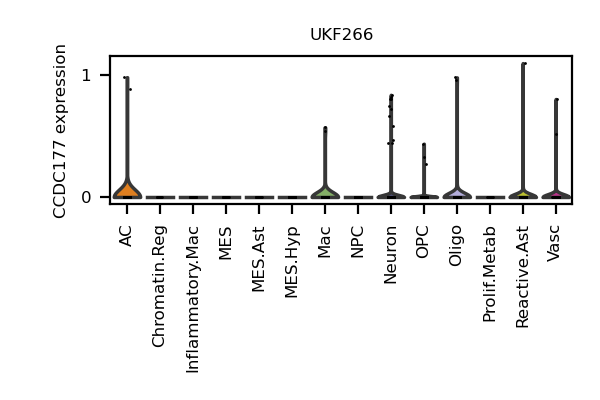 UKF266
CCDC177 expression
1
0
AC
Chromatin.Reg
Inflammatory.Mac
MES
MES.Ast
MES.Hyp
Mac
NPC
Neuron
OPC
Oligo
Prolif.Metab
Reactive.Ast
Vasc